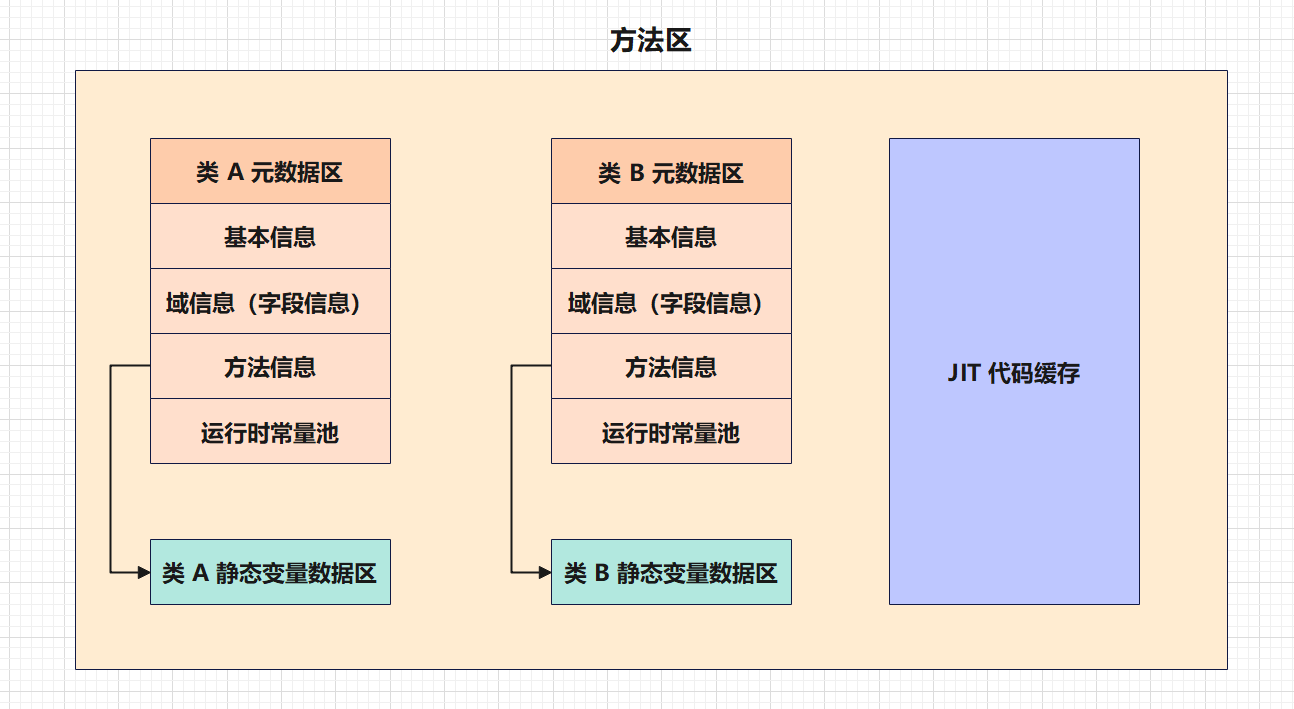 方法区
类 A 元数据区
基本信息
域信息（字段信息）
方法信息
运行时常量池
类 A 静态变量数据区
类 B 元数据区
基本信息
域信息（字段信息）
方法信息
运行时常量池
类 B 静态变量数据区
JIT 代码缓存